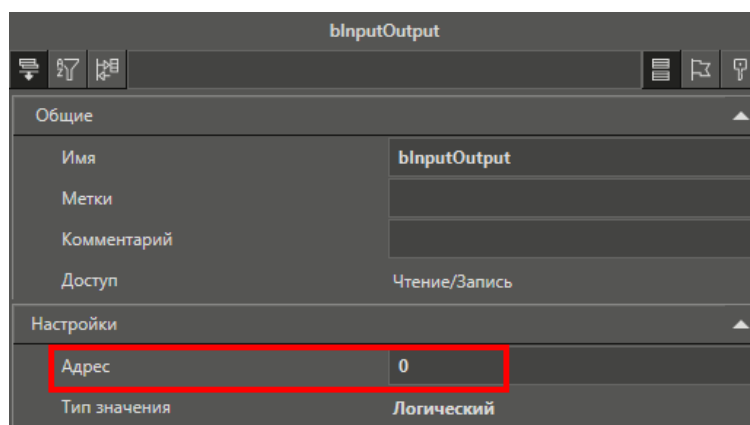 bInputOutput
Общие
Имя bInputOutput
Метки
Комментарий
Доступ Чтение/Запись
Настройки
Адрес 0
Тип значения Логический